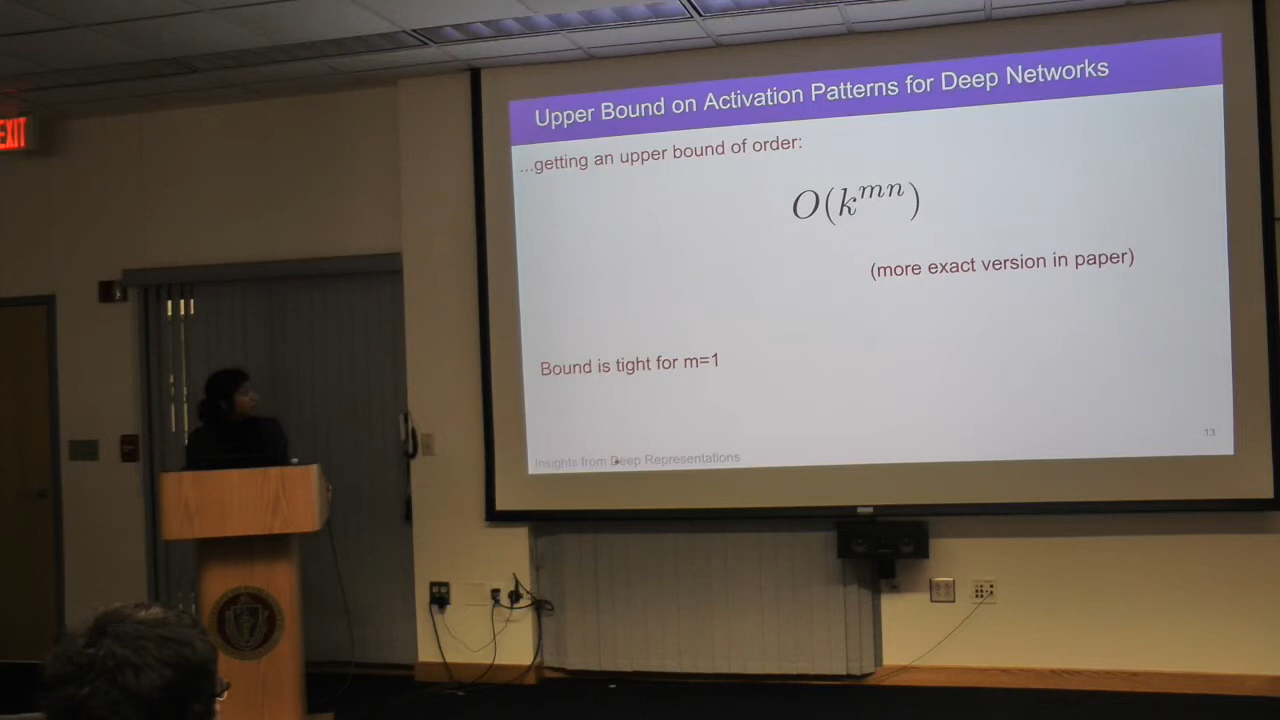 EXIT
Upper Bound on Activation Patterns for Deep Networks
...getting an upper bound of order:
O(k^{mn})
(more exact version in paper)
Bound is tight for m=1
13
Insights from Deep Representations